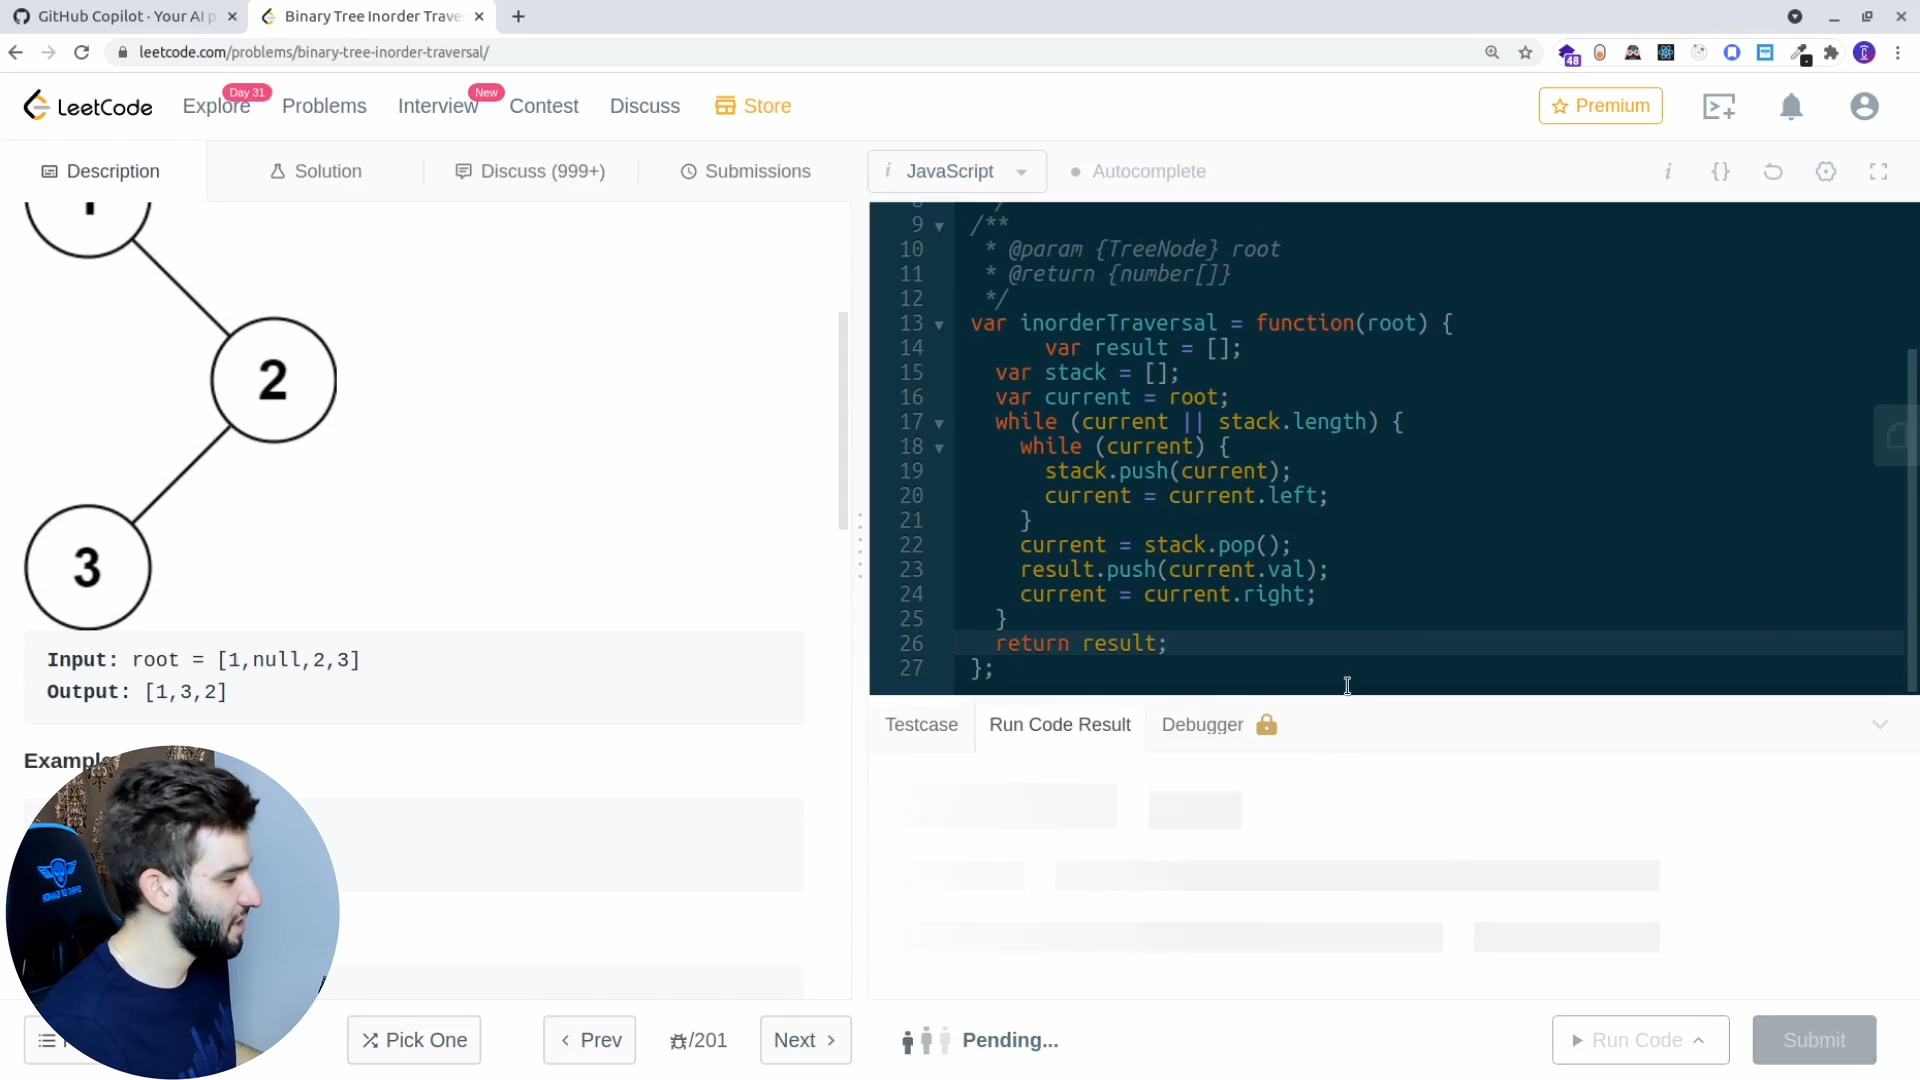 GitHub Copilot · Your AI p
Binary Tree Inorder Trave
leetcode.com/problems/binary-tree-inorder-traversal/
48
LeetCode
Explore
Day 31
Problems
Interview
New
Contest
Discuss
Store
Premium
Description
Solution
Discuss (999+)
Submissions
i JavaScript
Autocomplete
i {}
1
2
3
Input: root = [1,null,2,3]
Output: [1,3,2]
8 */
9 /**
10 * @param {TreeNode} root
11 * @return {number[]}
12 */
13 var inorderTraversal = function(root) {
14 var result = [];
15 var stack = [];
16 var current = root;
17 while (current || stack.length) {
18 while (current) {
19 stack.push(current);
20 current = current.left;
21 }
22 current = stack.pop();
23 result.push(current.val);
24 current = current.right;
25 }
26 return result;
27 };
Testcase
Run Code Result
Debugger
Pick One
Prev
/201
Next
Pending...
Run Code
Submit